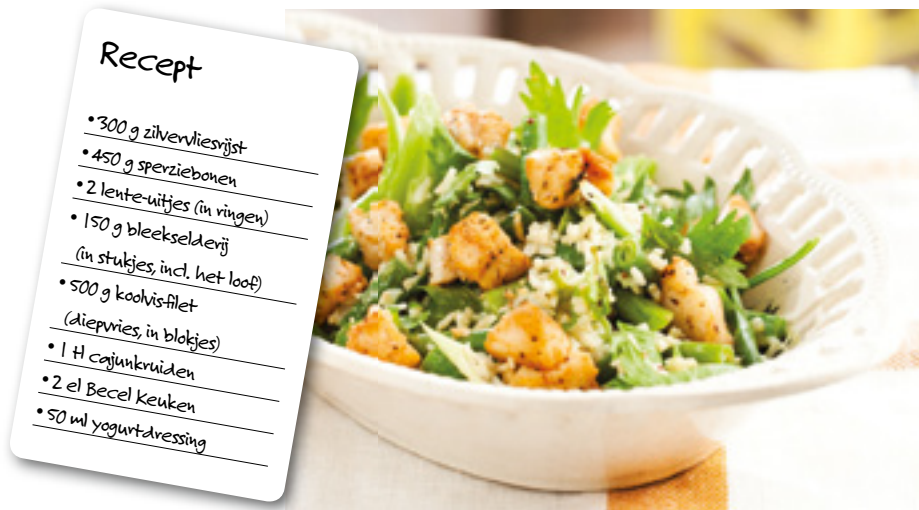 Recept
• 300 g zilvervliesrijst
• 450 g sperziebonen
• 2 lente-uitjes (in ringen)
• 150 g bleekselderij
(in stukjes, incl. het loof)
• 500 g koolvisfilet
(diepvries, in blokjes)
• 1 tl cajunkruiden
• 2 el Becel keuken
• 50 ml yogurtdressing